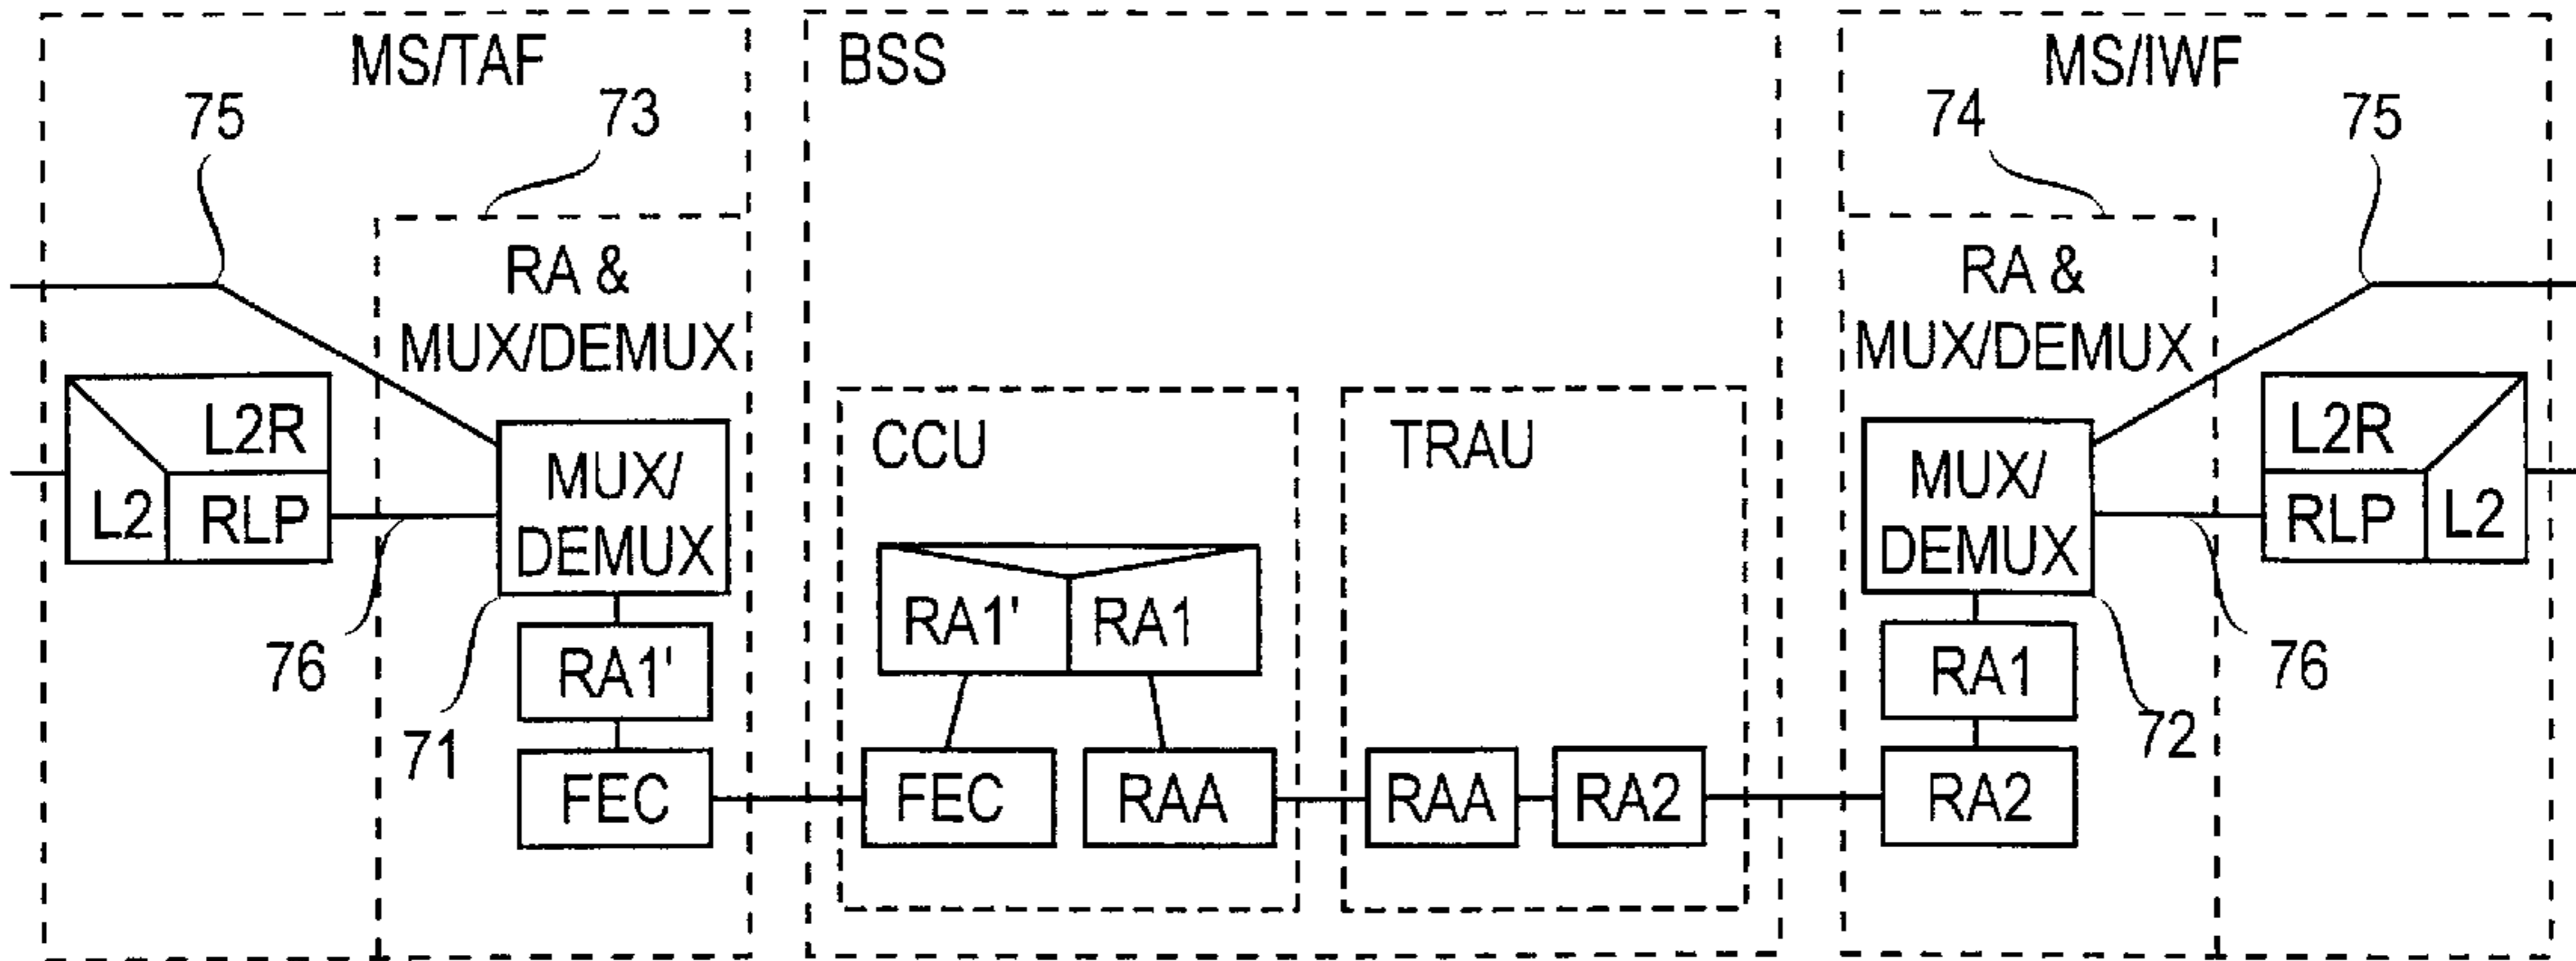 MS/TAF
BSS
MS/IWF
75
73
74
75
RA &
MUX/DEMUX
RA &
MUX/DEMUX
L2R
L2
RLP
MUX/
DEMUX
CCU
TRAU
MUX/
DEMUX
L2R
RLP
L2
76
71
RA1'
RA1'
RA1
RA1
72
76
FEC
FEC
RAA
RAA
RA2
RA2